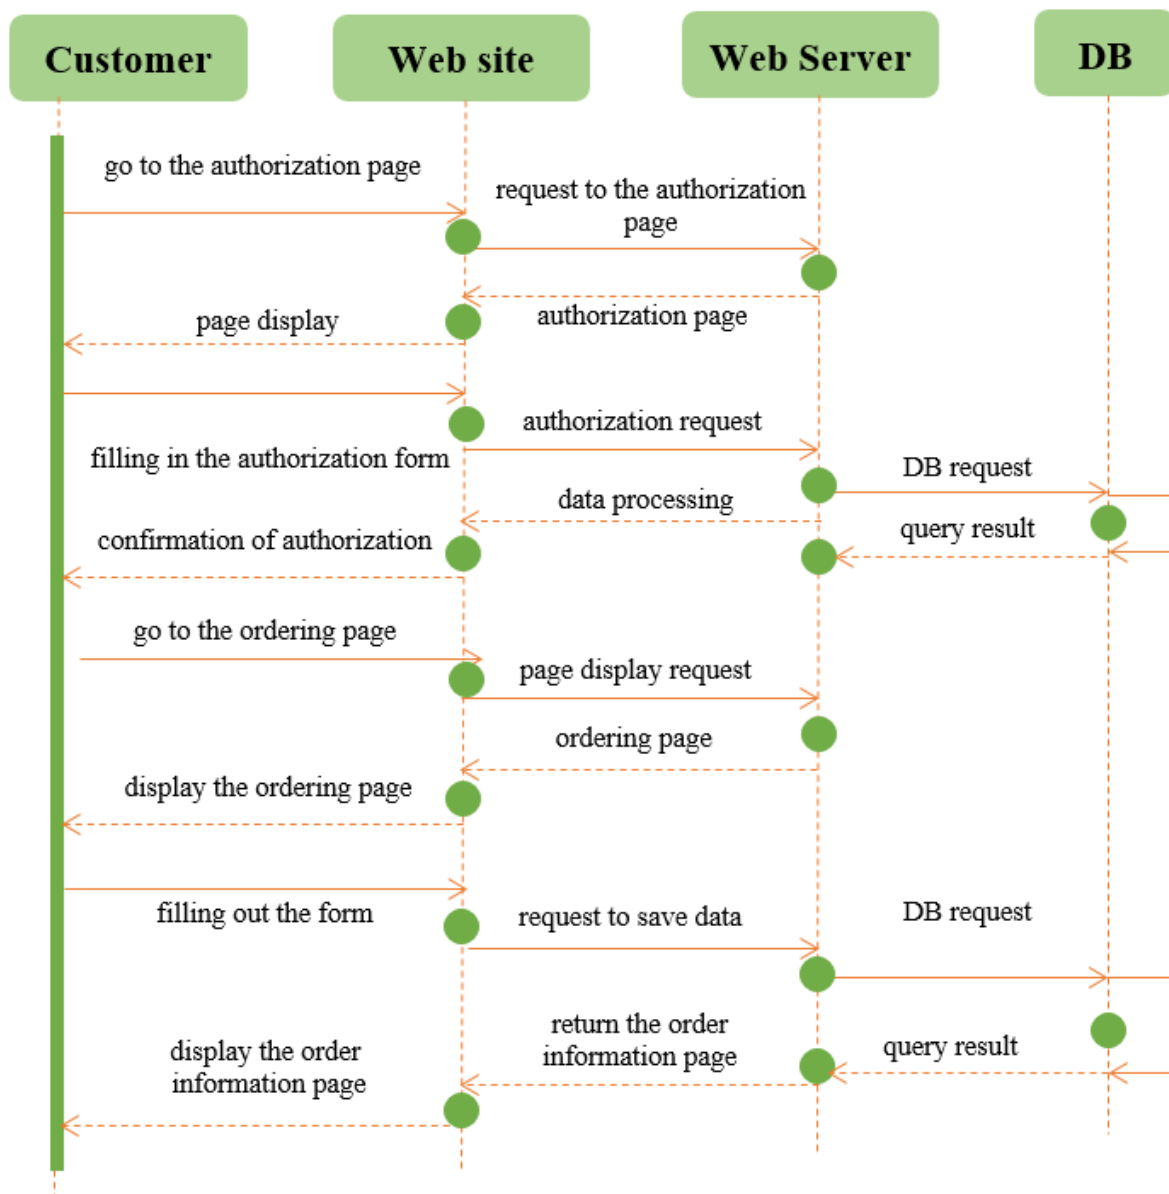 Customer
Web site
Web Server
DB
go to the authorization page
request to the authorization
page
authorization page
page display
authorization request
filling in the authorization form
DB request
data processing
query result
confirmation of authorization
go to the ordering page
page display request
ordering page
display the ordering page
filling out the form
request to save data
DB request
return the order
information page
query result
display the order
information page